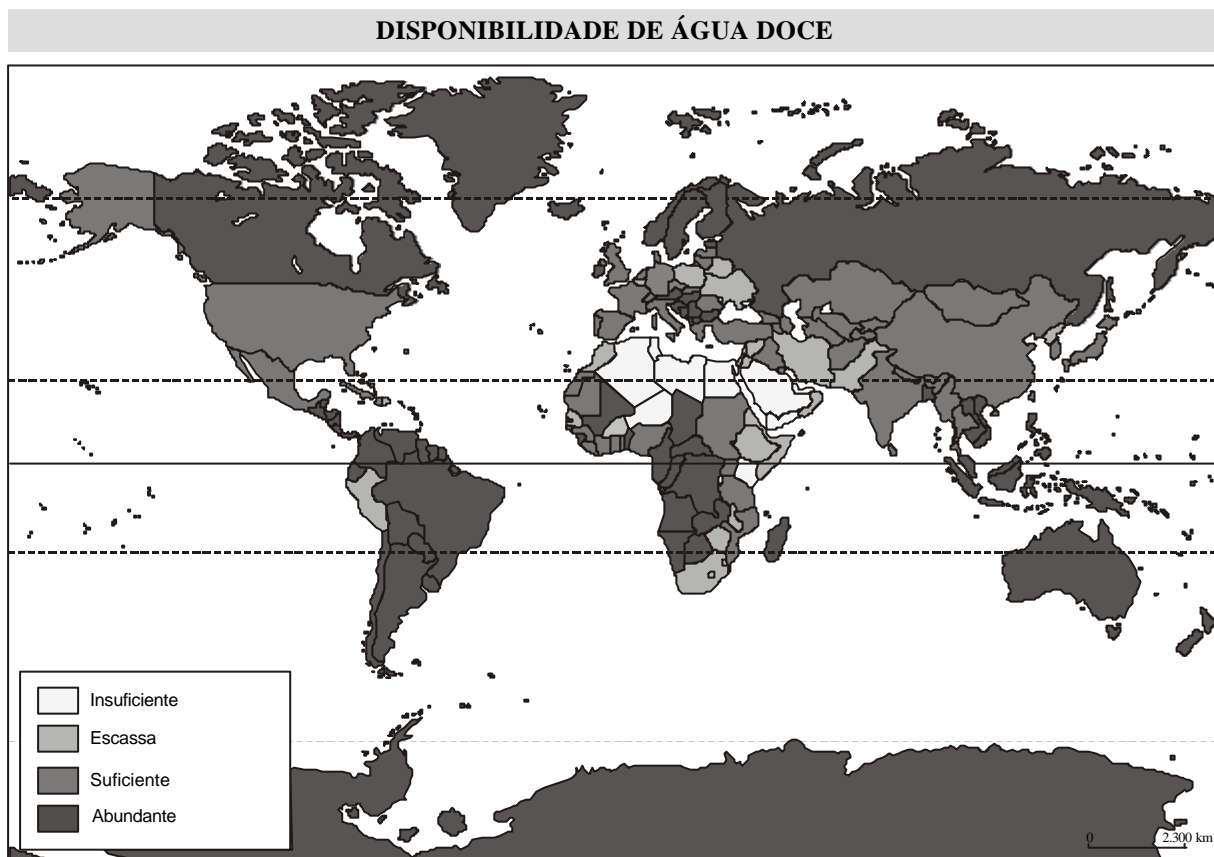 DISPONIBILIDADE DE ÁGUA DOCE
Insuficiente
Escassa
Suficiente
Abundante
0 2.300 km